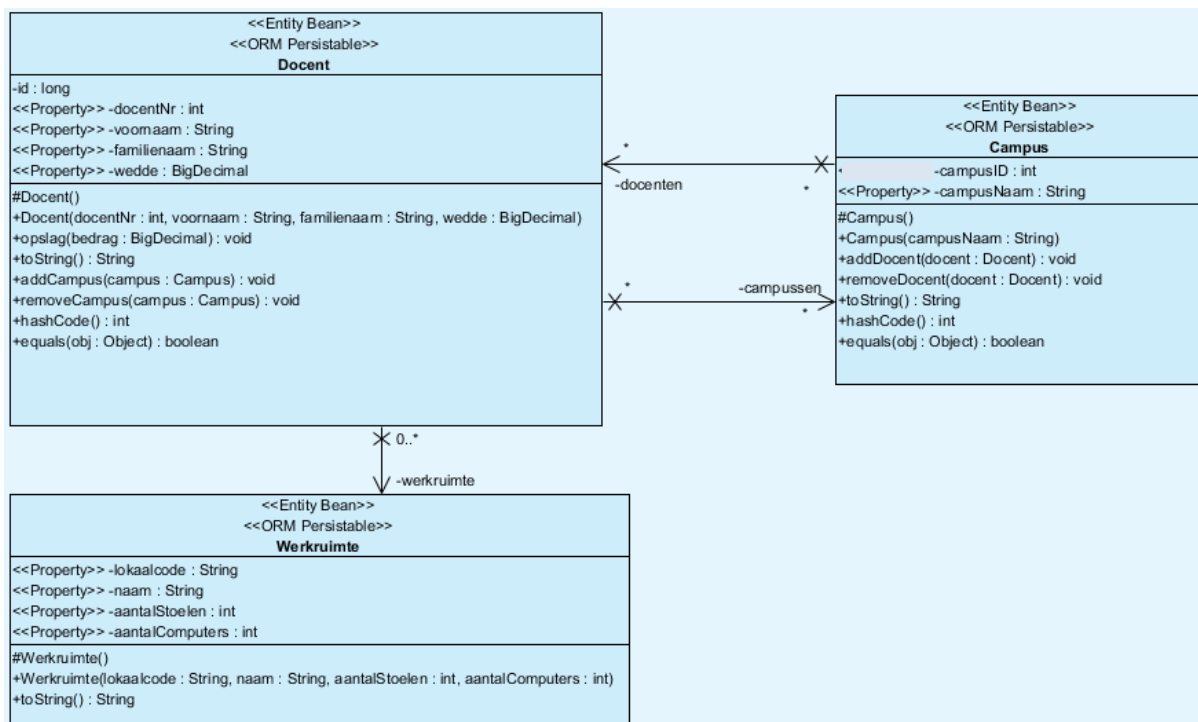 <<Entity Bean>>
<<ORM Persistable>>
Docent
-id : long
<<Property>> -docentNr : int
<<Property>> -voornaam : String
<<Property>> -familienaam : String
<<Property>> -wedde : BigDecimal
#Docent()
+Docent(docentNr : int, voornaam : String, familienaam : String, wedde : BigDecimal)
+opslag(bedrag : BigDecimal) : void
+toString() : String
+addCampus(campus : Campus) : void
+removeCampus(campus : Campus) : void
+hashCode() : int
+equals(obj : Object) : boolean
*
-docenten
*
*
-campussen
*
<<Entity Bean>>
<<ORM Persistable>>
Campus
-campusID : int
<<Property>> -campusNaam : String
#Campus()
+Campus(campusNaam : String)
+addDocent(docent : Docent) : void
+removeDocent(docent : Docent) : void
+toString() : String
+hashCode() : int
+equals(obj : Object) : boolean
0..*
-werkruimte
<<Entity Bean>>
<<ORM Persistable>>
Werkruimte
<<Property>> -lokaalcode : String
<<Property>> -naam : String
<<Property>> -aantalStoelen : int
<<Property>> -aantalComputers : int
#Werkruimte()
+Werkruimte(lokaalcode : String, naam : String, aantalStoelen : int, aantalComputers : int)
+toString() : String